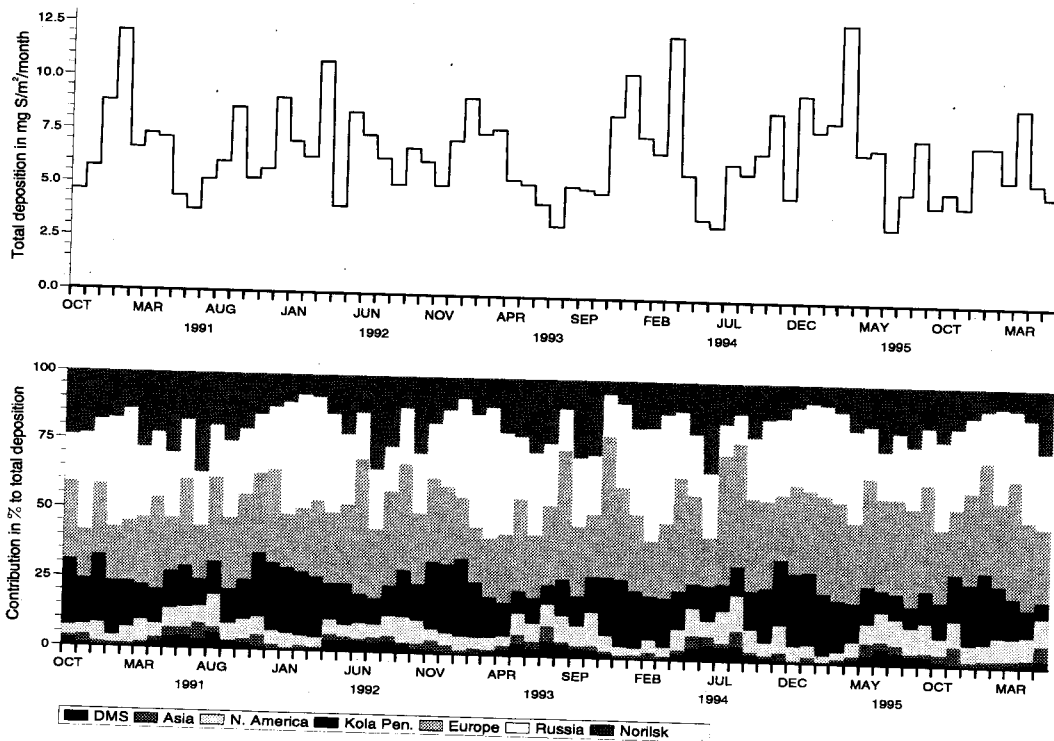 Total deposition in mg S/m²/month
12.5
10.0
7.5
5.0
2.5
0.0
OCT MAR AUG JAN JUN NOV APR SEP FEB JUL DEC MAY OCT MAR
1991 1992 1993 1994 1995
Contribution in % to total deposition
100
75
50
25
0
OCT MAR AUG JAN JUN NOV APR SEP FEB JUL DEC MAY OCT MAR
1991 1992 1993 1994 1995
DMS Asia N. America Kola Pen. Europe Russia Norilsk